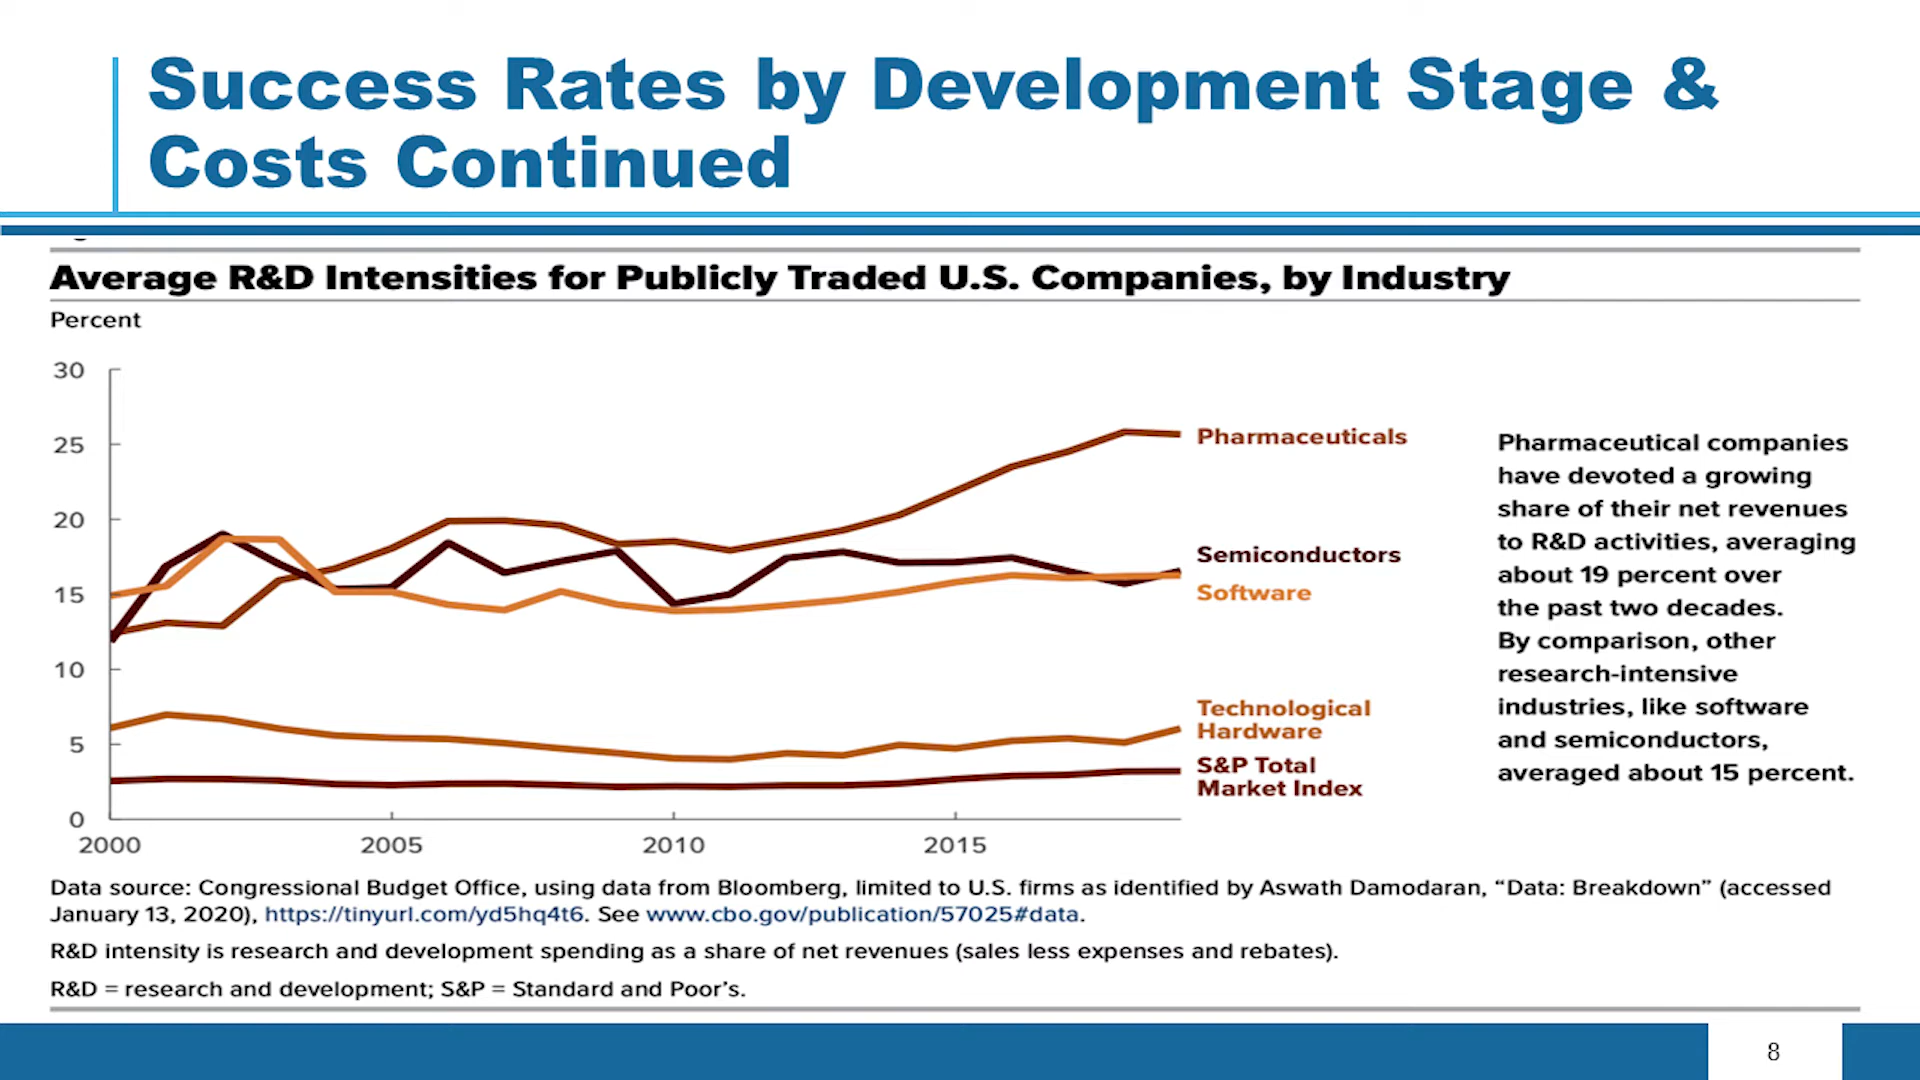 Success Rates by Development Stage &
Costs Continued
Average R&D Intensities for Publicly Traded U.S. Companies, by Industry
Percent
30
25
20
15
10
5
0
2000
2005
2010
2015
Pharmaceuticals
Semiconductors
Software
Technological
Hardware
S&P Total
Market Index
Pharmaceutical companies
have devoted a growing
share of their net revenues
to R&D activities, averaging
about 19 percent over
the past two decades.
By comparison, other
research-intensive
industries, like software
and semiconductors,
averaged about 15 percent.
Data source: Congressional Budget Office, using data from Bloomberg, limited to U.S. firms as identified by Aswath Damodaran, “Data: Breakdown” (accessed
January 13, 2020), https://tinyurl.com/yd5hq4t6. See www.cbo.gov/publication/57025#data.
R&D intensity is research and development spending as a share of net revenues (sales less expenses and rebates).
R&D = research and development; S&P = Standard and Poor’s.
8